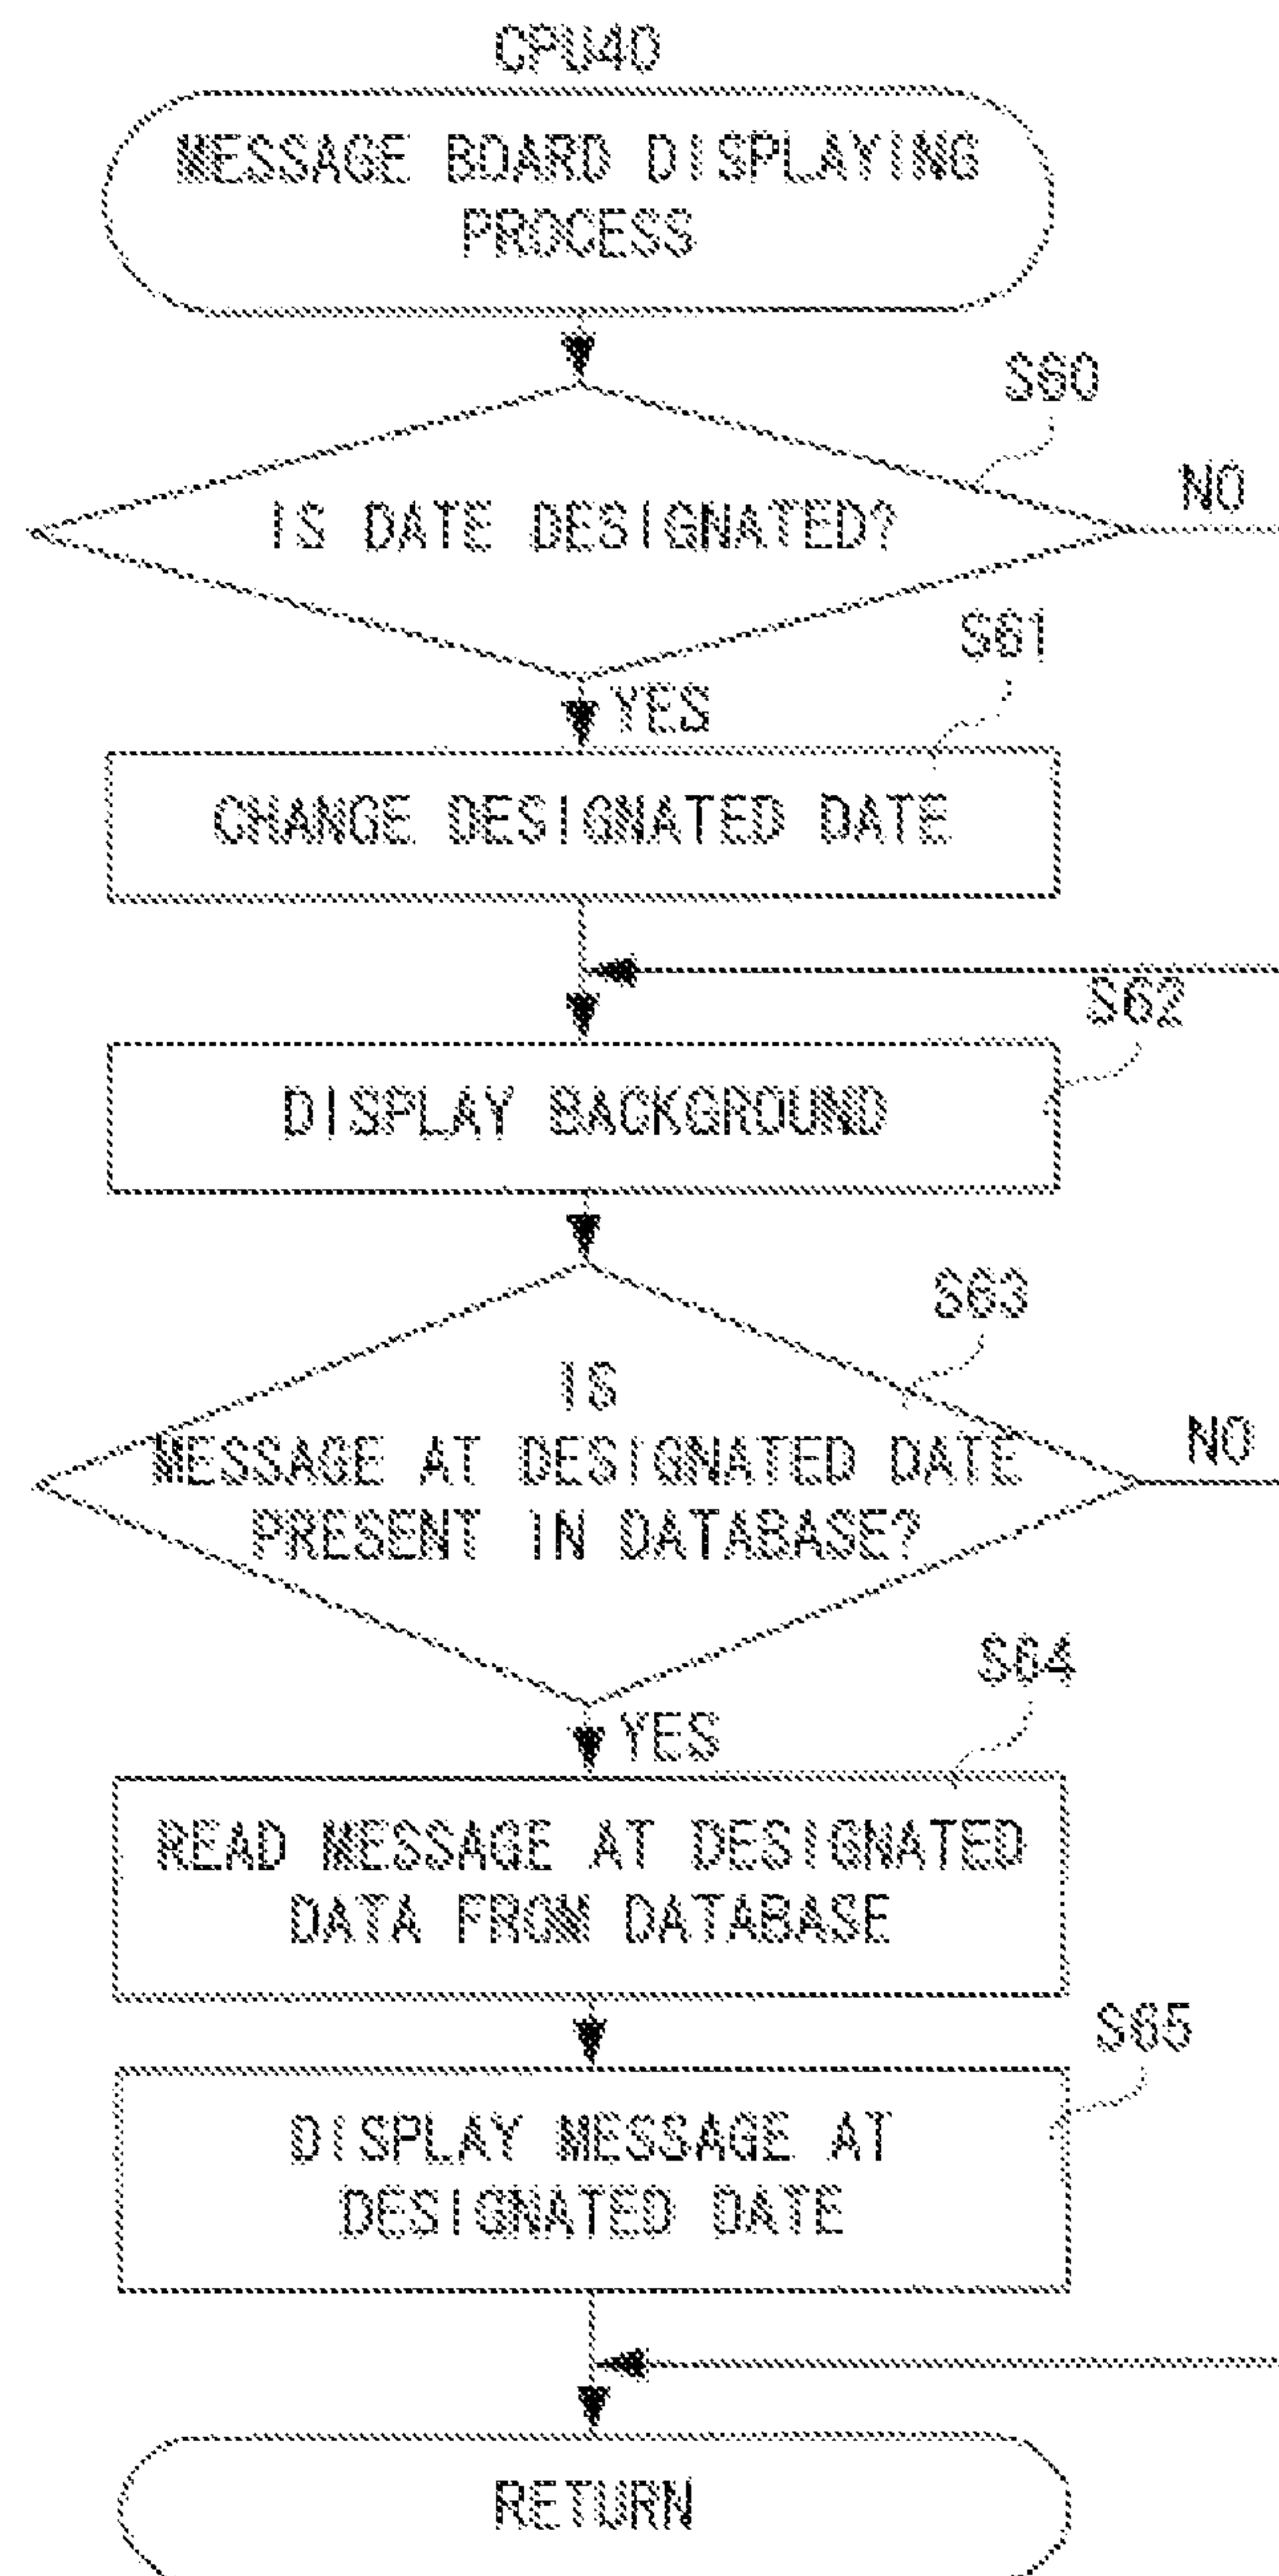 CPU40
MESSAGE BOARD DISPLAYING
PROCESS
S60
IS DATE DESIGNATED?
NO
S61
YES
CHANGE DESIGNATED DATE
S62
DISPLAY BACKGROUND
S63
IS
MESSAGE AT DESIGNATED DATE
PRESENT IN DATABASE?
NO
S64
YES
READ MESSAGE AT DESIGNATED
DATA FROM DATABASE
S65
DISPLAY MESSAGE AT
DESIGNATED DATE
RETURN